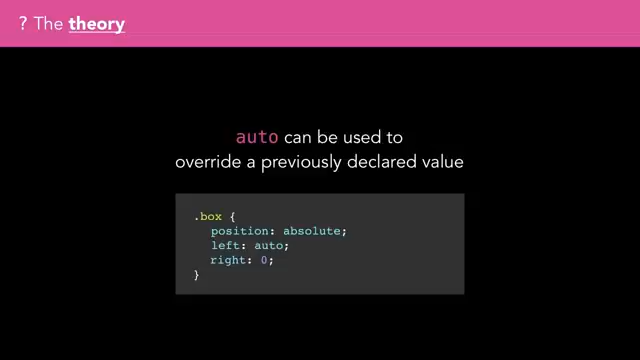 ? The theory
auto can be used to
override a previously declared value
.box {
position: absolute;
left: auto;
right: 0;
}